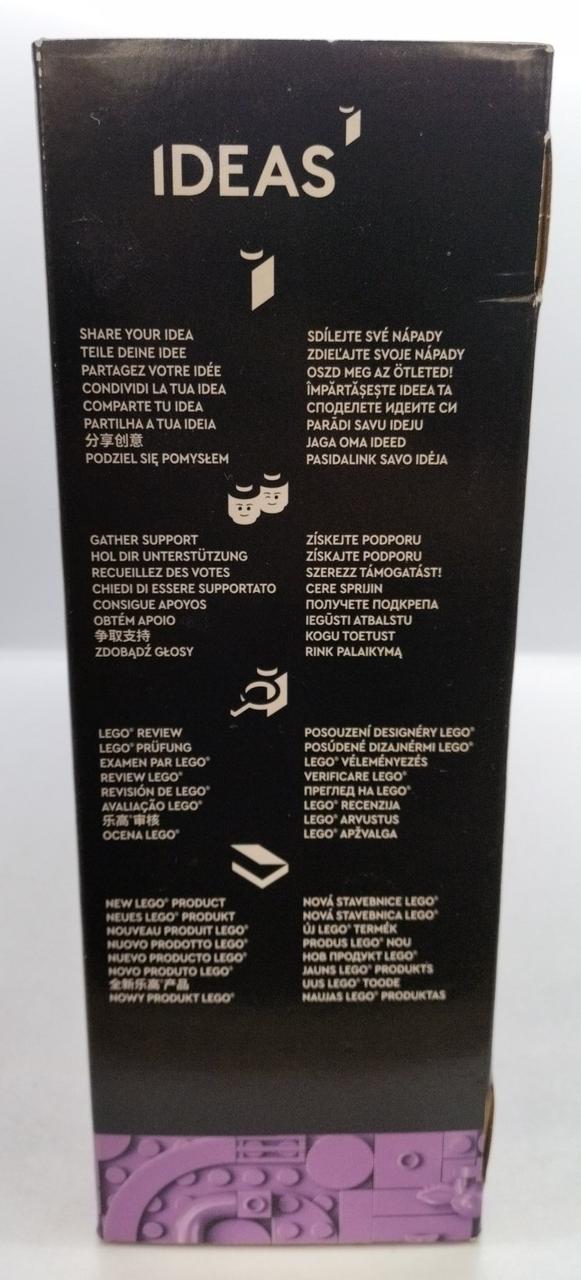 IDEAS
SHARE YOUR IDEA
TEILE DEINE IDEE
PARTAGEZ VOTRE IDÉE
CONDIVIDI LA TUA IDEA
COMPARTE TU IDEA
PARTILHA A TUA IDEIA
分享创意
PODZIEL SIĘ POMYSŁEM
SDÍLEJTE SVÉ NÁPADY
ZDIEĽAJTE SVOJE NÁPADY
OSZD MEG AZ ÖTLETED!
ÎMPĂRTĂȘEȘTE IDEEA TA
СПОДЕЛЕТЕ ИДЕИТЕ СИ
PARĀDI SAVU IDEJU
JAGA OMA IDEED
PASIDALINK SAVO IDĖJA
GATHER SUPPORT
HOL DIR UNTERSTÜTZUNG
RECUEILLEZ DES VOTES
CHIEDI DI ESSERE SUPPORTATO
CONSIGUE APOYOS
OBTÉM APOIO
争取支持
ZDOBĄDŹ GŁOSY
ZÍSKEJTE PODPORU
ZÍSKAJTE PODPORU
SZEREZZ TÁMOGATÁST!
CERE SPRIJIN
ПОЛУЧЕТЕ ПОДКРЕПА
IEGŪSTI ATBALSTU
KOGU TOETUST
RINK PALAIKYMĄ
LEGO® REVIEW
LEGO® PRÜFUNG
EXAMEN PAR LEGO®
REVIEW LEGO®
REVISIÓN DE LEGO®
AVALIAÇÃO LEGO®
乐高®审核
OCENA LEGO®
POSOUZENÍ DESIGNÉRY LEGO®
POSÚDENÉ DIZAJNÉRMI LEGO®
LEGO® VÉLEMÉNYEZÉS
VERIFICARE LEGO®
ПРЕГЛЕД НА LEGO®
LEGO® RECENZIJA
LEGO® ARVUSTUS
LEGO® APŽVALGA
NEW LEGO® PRODUCT
NEUES LEGO® PRODUKT
NOUVEAU PRODUIT LEGO®
NUOVO PRODOTTO LEGO®
NUEVO PRODUCTO LEGO®
NOVO PRODUTO LEGO®
全新乐高®产品
NOWY PRODUKT LEGO®
NOVÁ STAVEBNICE LEGO®
NOVÁ STAVEBNICA LEGO®
ÚJ LEGO® TERMÉK
PRODUS LEGO® NOU
НОВ ПРОДУКТ LEGO®
JAUNS LEGO® PRODUKTS
UUS LEGO® TOODE
NAUJAS LEGO® PRODUKTAS